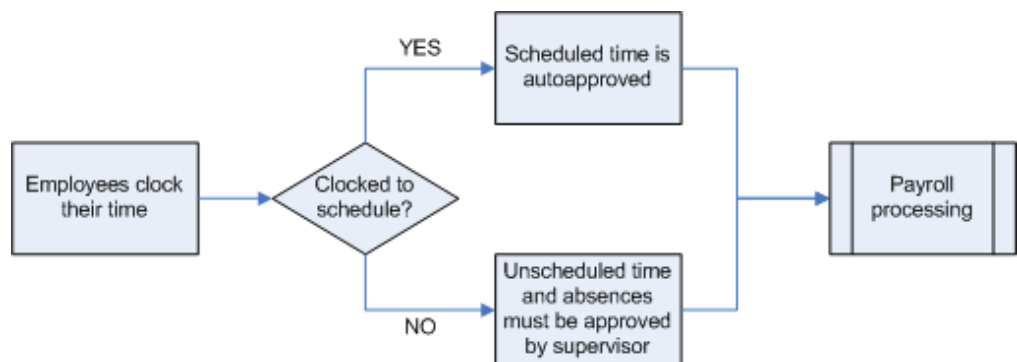 Employees clock
their time
Clocked to
schedule?
YES
Scheduled time is
autoapproved
NO
Unscheduled time
and absences
must be approved
by supervisor
Payroll
processing